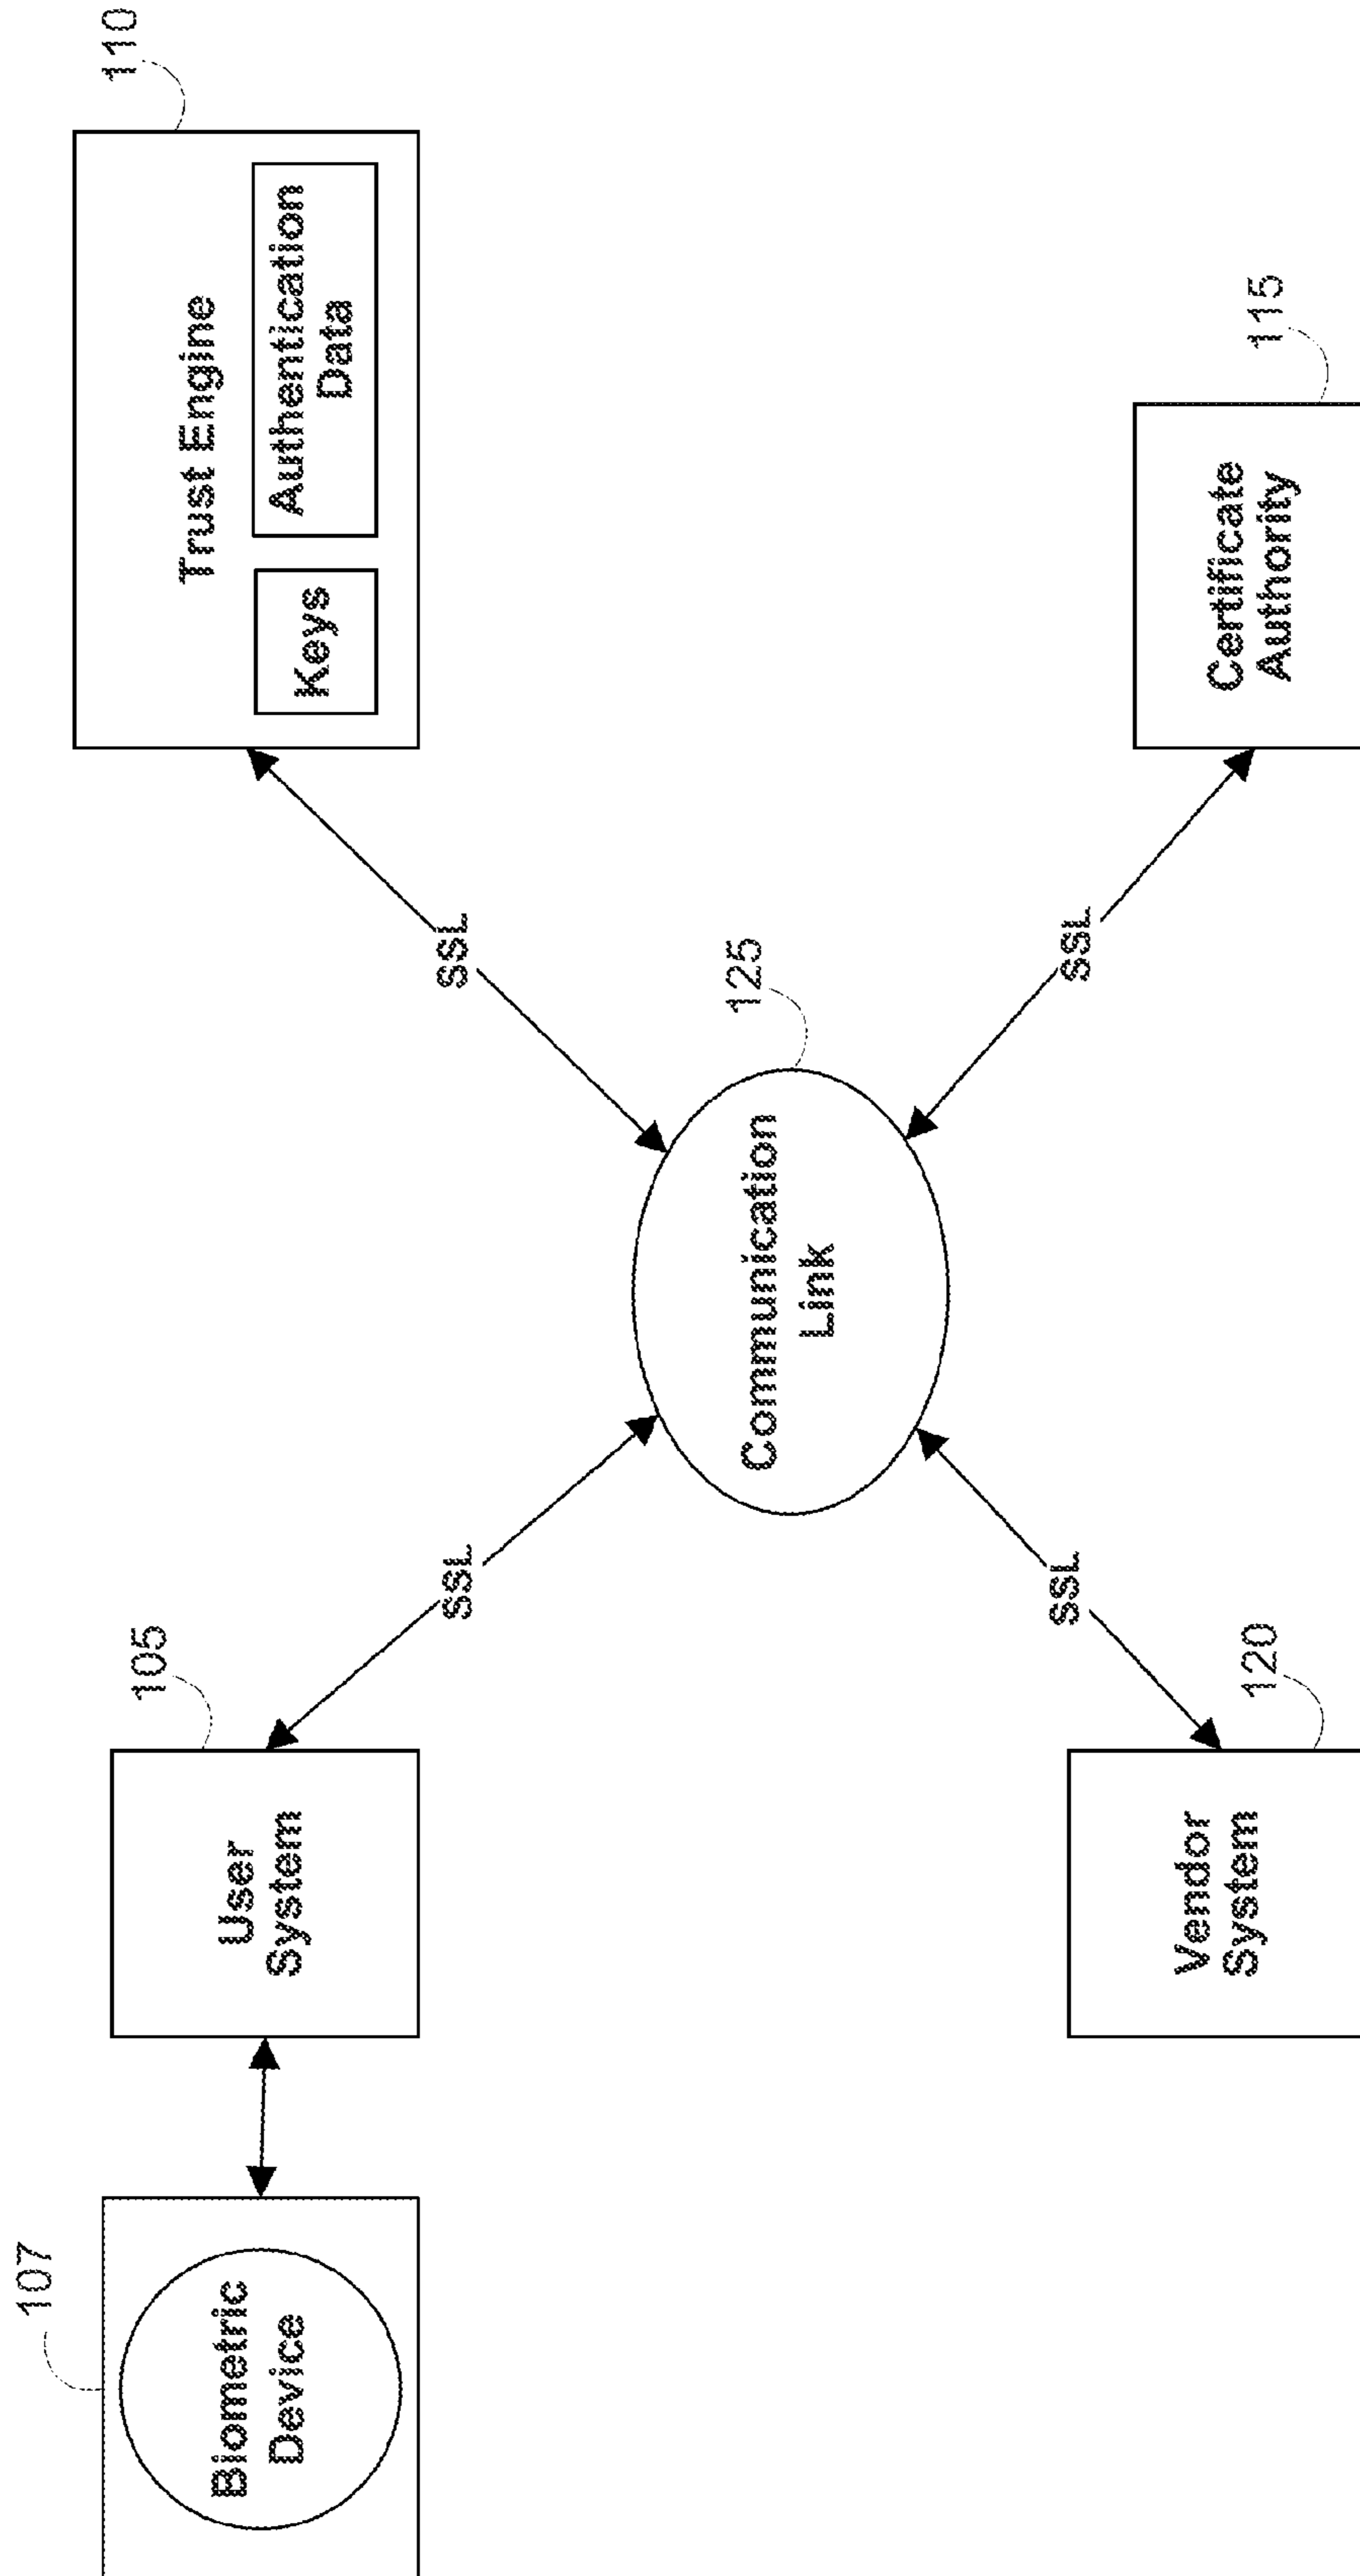 107
Biometric
Device
105
User
System
SSL
110
Trust Engine
Keys
Authentication
Data
SSL
125
Communication
Link
120
Vendor
System
SSL
115
Certificate
Authority
SSL